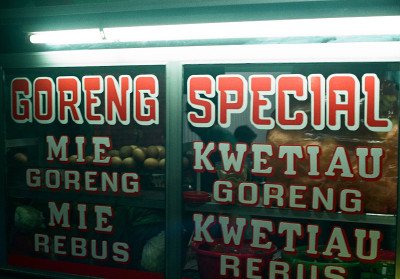 GORENG SPECIAL
MIE
GORENG
MIE
REBUS
KWETIAU
GORENG
KWETIAU
REBUS